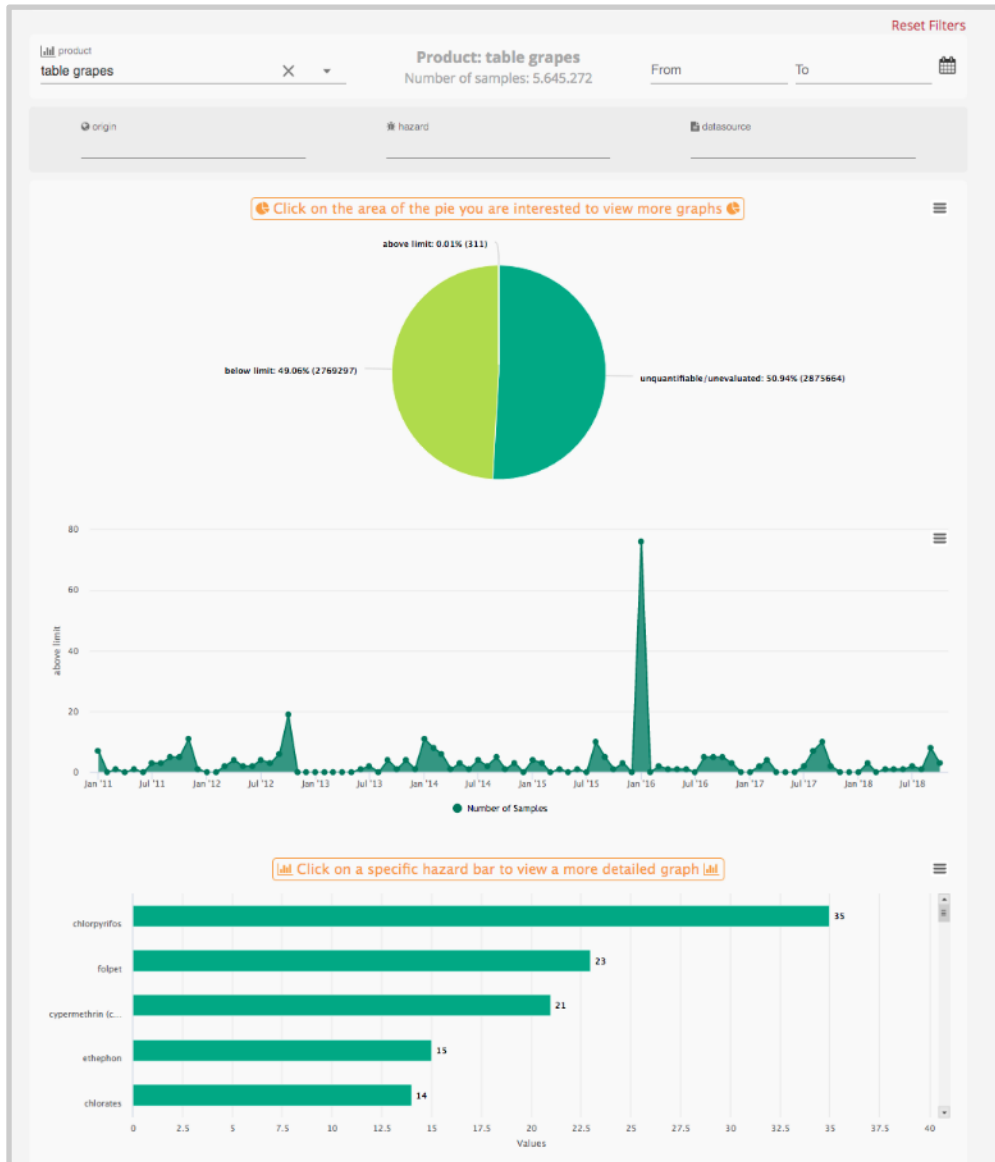 Reset Filters
product
table grapes
Product: table grapes
Number of samples: 5.645.272
From
To
origin
hazard
datasource
Click on the area of the pie you are interested to view more graphs
above limit: 0.01% (311)
below limit: 49.06% (2769297)
unquantifiable/unevaluated: 50.94% (2875664)
80
60
40
20
0
above limit
Jan '11 Jul '11 Jan '12 Jul '12 Jan '13 Jul '13 Jan '14 Jul '14 Jan '15 Jul '15 Jan '16 Jul '16 Jan '17 Jul '17 Jan '18 Jul '18
Number of Samples
Click on a specific hazard bar to view a more detailed graph
chlorpyrifos 35
folpet 23
cypermethrin (c... 21
ethephon 15
chlorates 14
0 2.5 5 7.5 10 12.5 15 17.5 20 22.5 25 27.5 30 32.5 35 37.5 40
Values